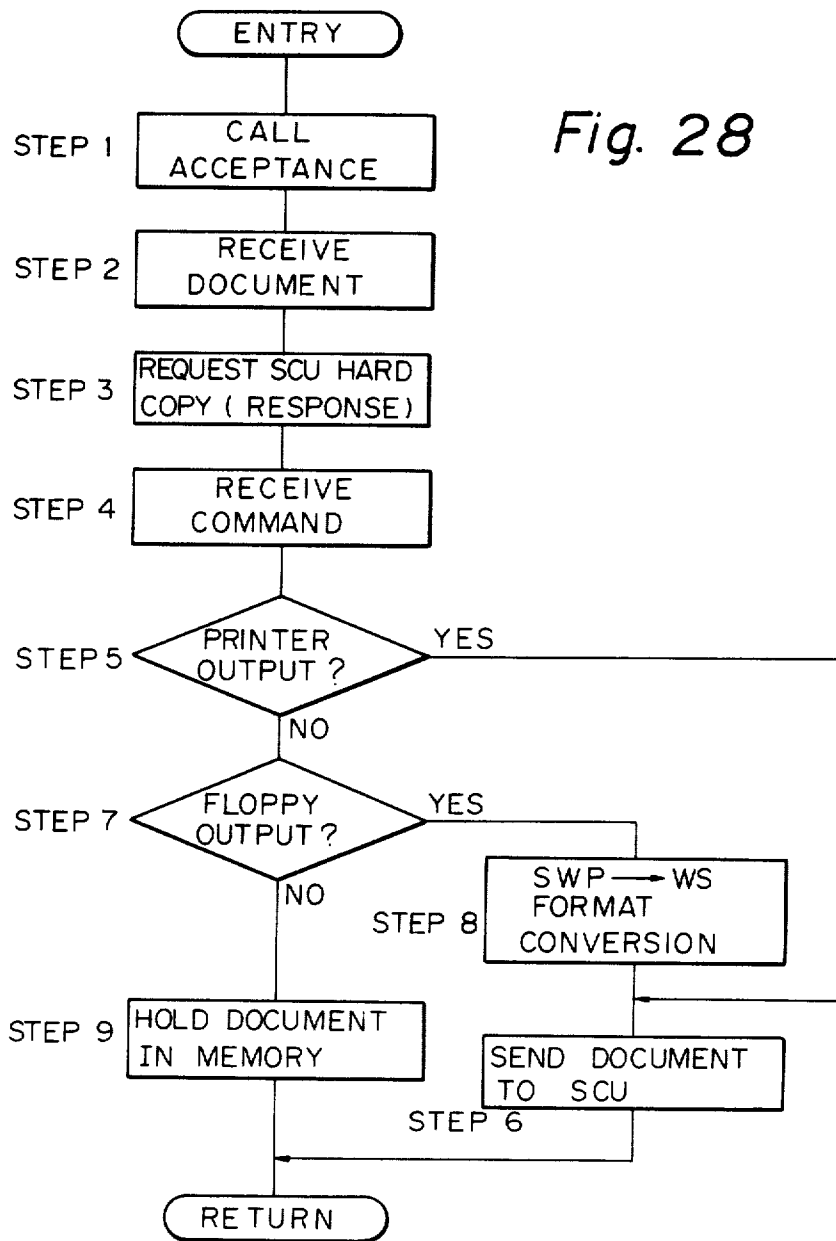 ENTRY
Fig. 28
STEP 1
CALL
ACCEPTANCE
STEP 2
RECEIVE
DOCUMENT
STEP 3
REQUEST SCU HARD
COPY ( RESPONSE )
STEP 4
RECEIVE
COMMAND
STEP 5
PRINTER
OUTPUT ?
YES
NO
STEP 7
FLOPPY
OUTPUT ?
YES
NO
STEP 8
SWP → WS
FORMAT
CONVERSION
STEP 9
HOLD DOCUMENT
IN MEMORY
SEND DOCUMENT
TO SCU
STEP 6
RETURN